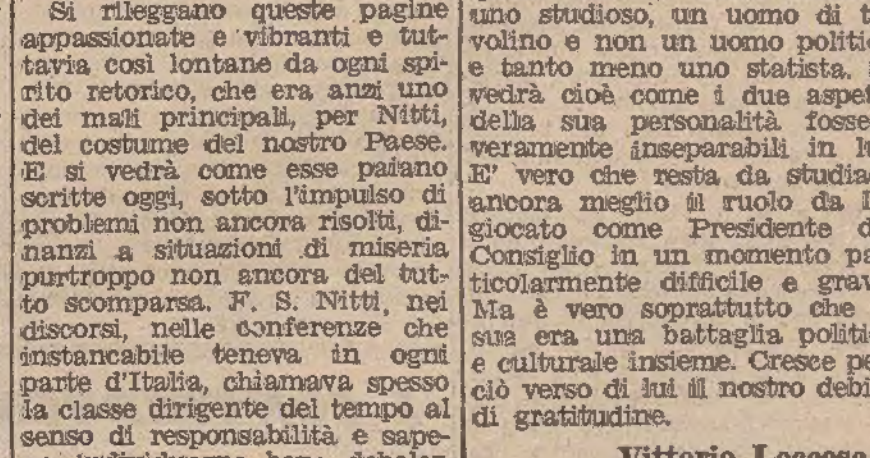 Si rileggano queste pagine
appassionate e vibranti e tut-
tavia così lontane da ogni spi-
rito retorico, che era anzi uno
dei mali principali, per Nitti,
del costume del nostro Paese.
E si vedrà come esse paiano
scritte oggi, sotto l'impulso di
problemi non ancora risolti, di-
nanzi a situazioni di miseria
purtroppo non ancora del tut-
to scomparsa. F. S. Nitti, nei
discorsi, nelle conferenze che
instancabile teneva in ogni
parte d'Italia, chiamava spesso
la classe dirigente del tempo al
senso di responsabilità e sape-
uno studioso, un uomo di t
volino e non un uomo politic
e tanto meno uno statista.
vedrà cioè come i due aspet
della sua personalità fosse
veramente inseparabili in lu
E' vero che resta da studia
ancora meglio il ruolo da l
giocato come Presidente d
Consiglio in un momento pa
ticolarmente difficile e grav
Ma è vero soprattutto che
sua era una battaglia politic
e culturale insieme. Cresce pe
ciò verso di lui il nostro debi
di gratitudine.
Vittorio